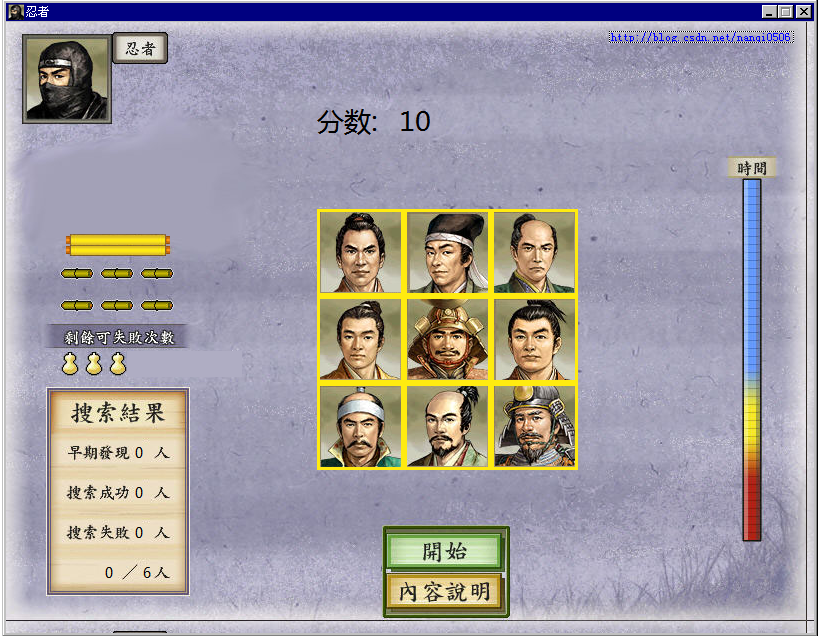 忍者
忍者
http://blog.csdn.net/nanqi0506
分数: 10
時間
剩餘可失敗次數
搜索結果
早期發現 0 人
搜索成功 0 人
搜索失敗 0 人
0 ／ 6 人
開始
內容說明